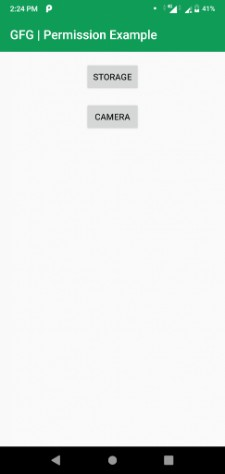 2:24 PM 41%
GFG | Permission Example
STORAGE
CAMERA